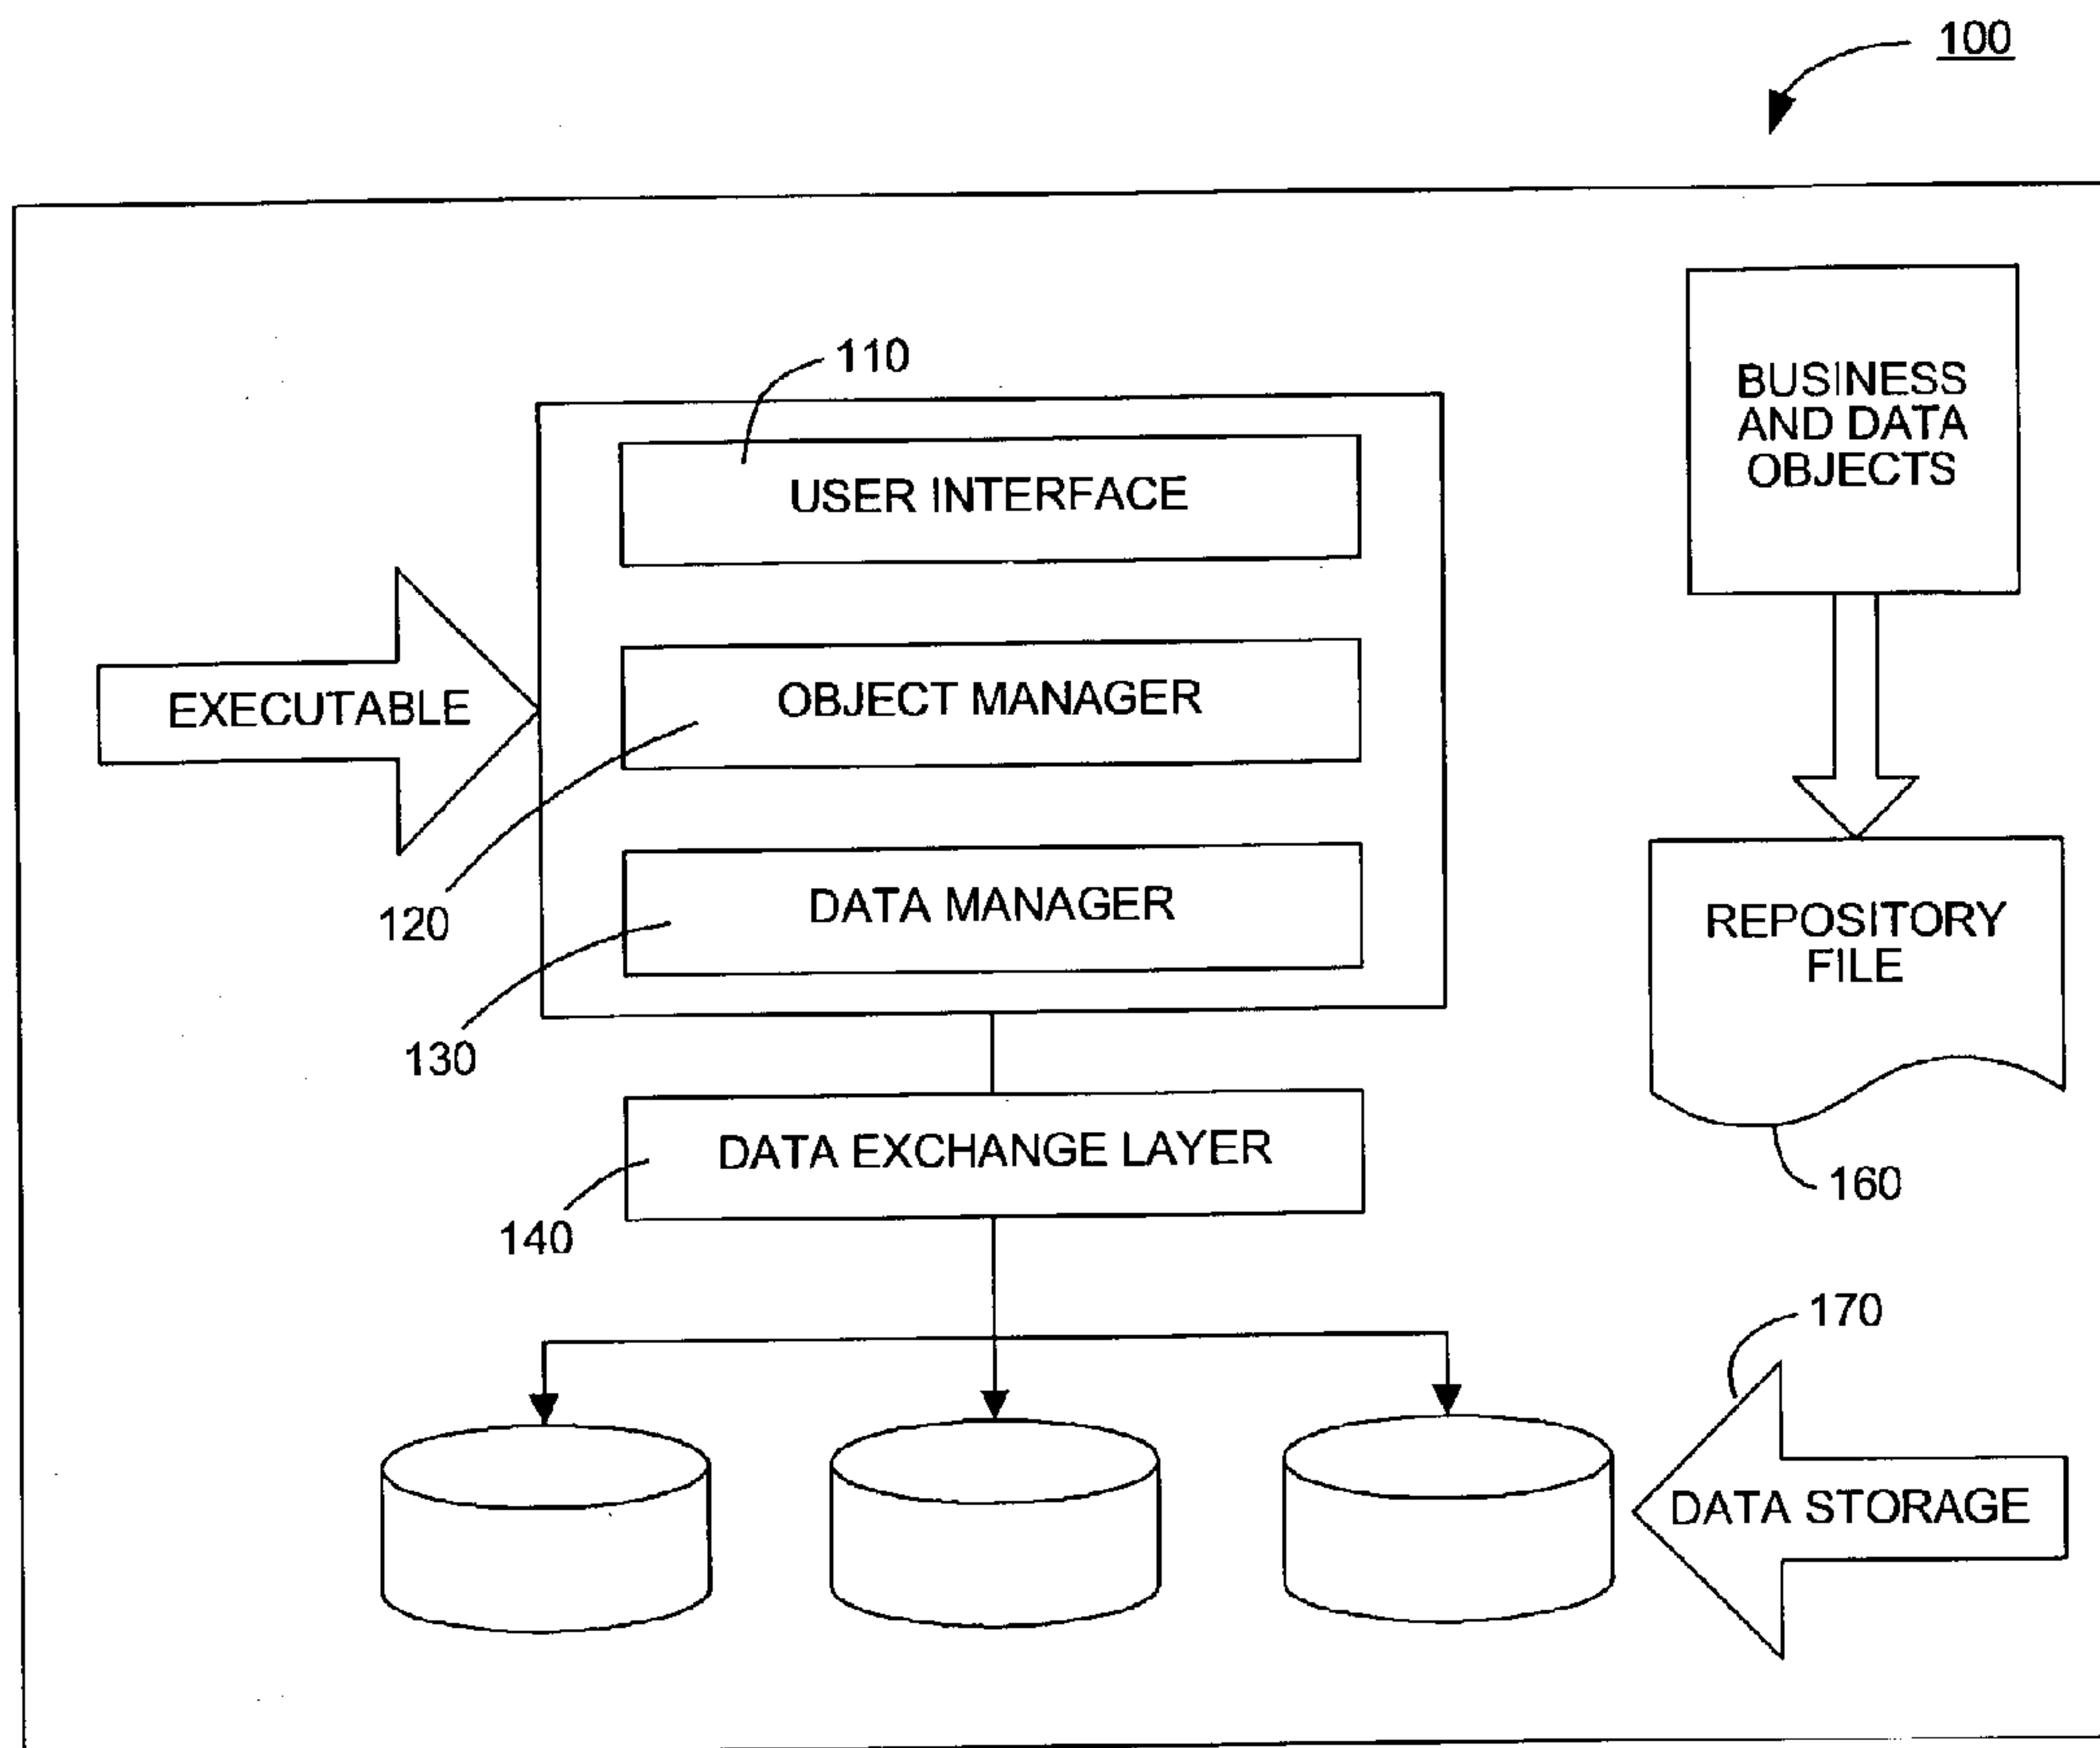 100
110
BUSINESS
AND DATA
OBJECTS
USER INTERFACE
EXECUTABLE
OBJECT MANAGER
120
DATA MANAGER
130
REPOSITORY
FILE
DATA EXCHANGE LAYER
140
160
170
DATA STORAGE